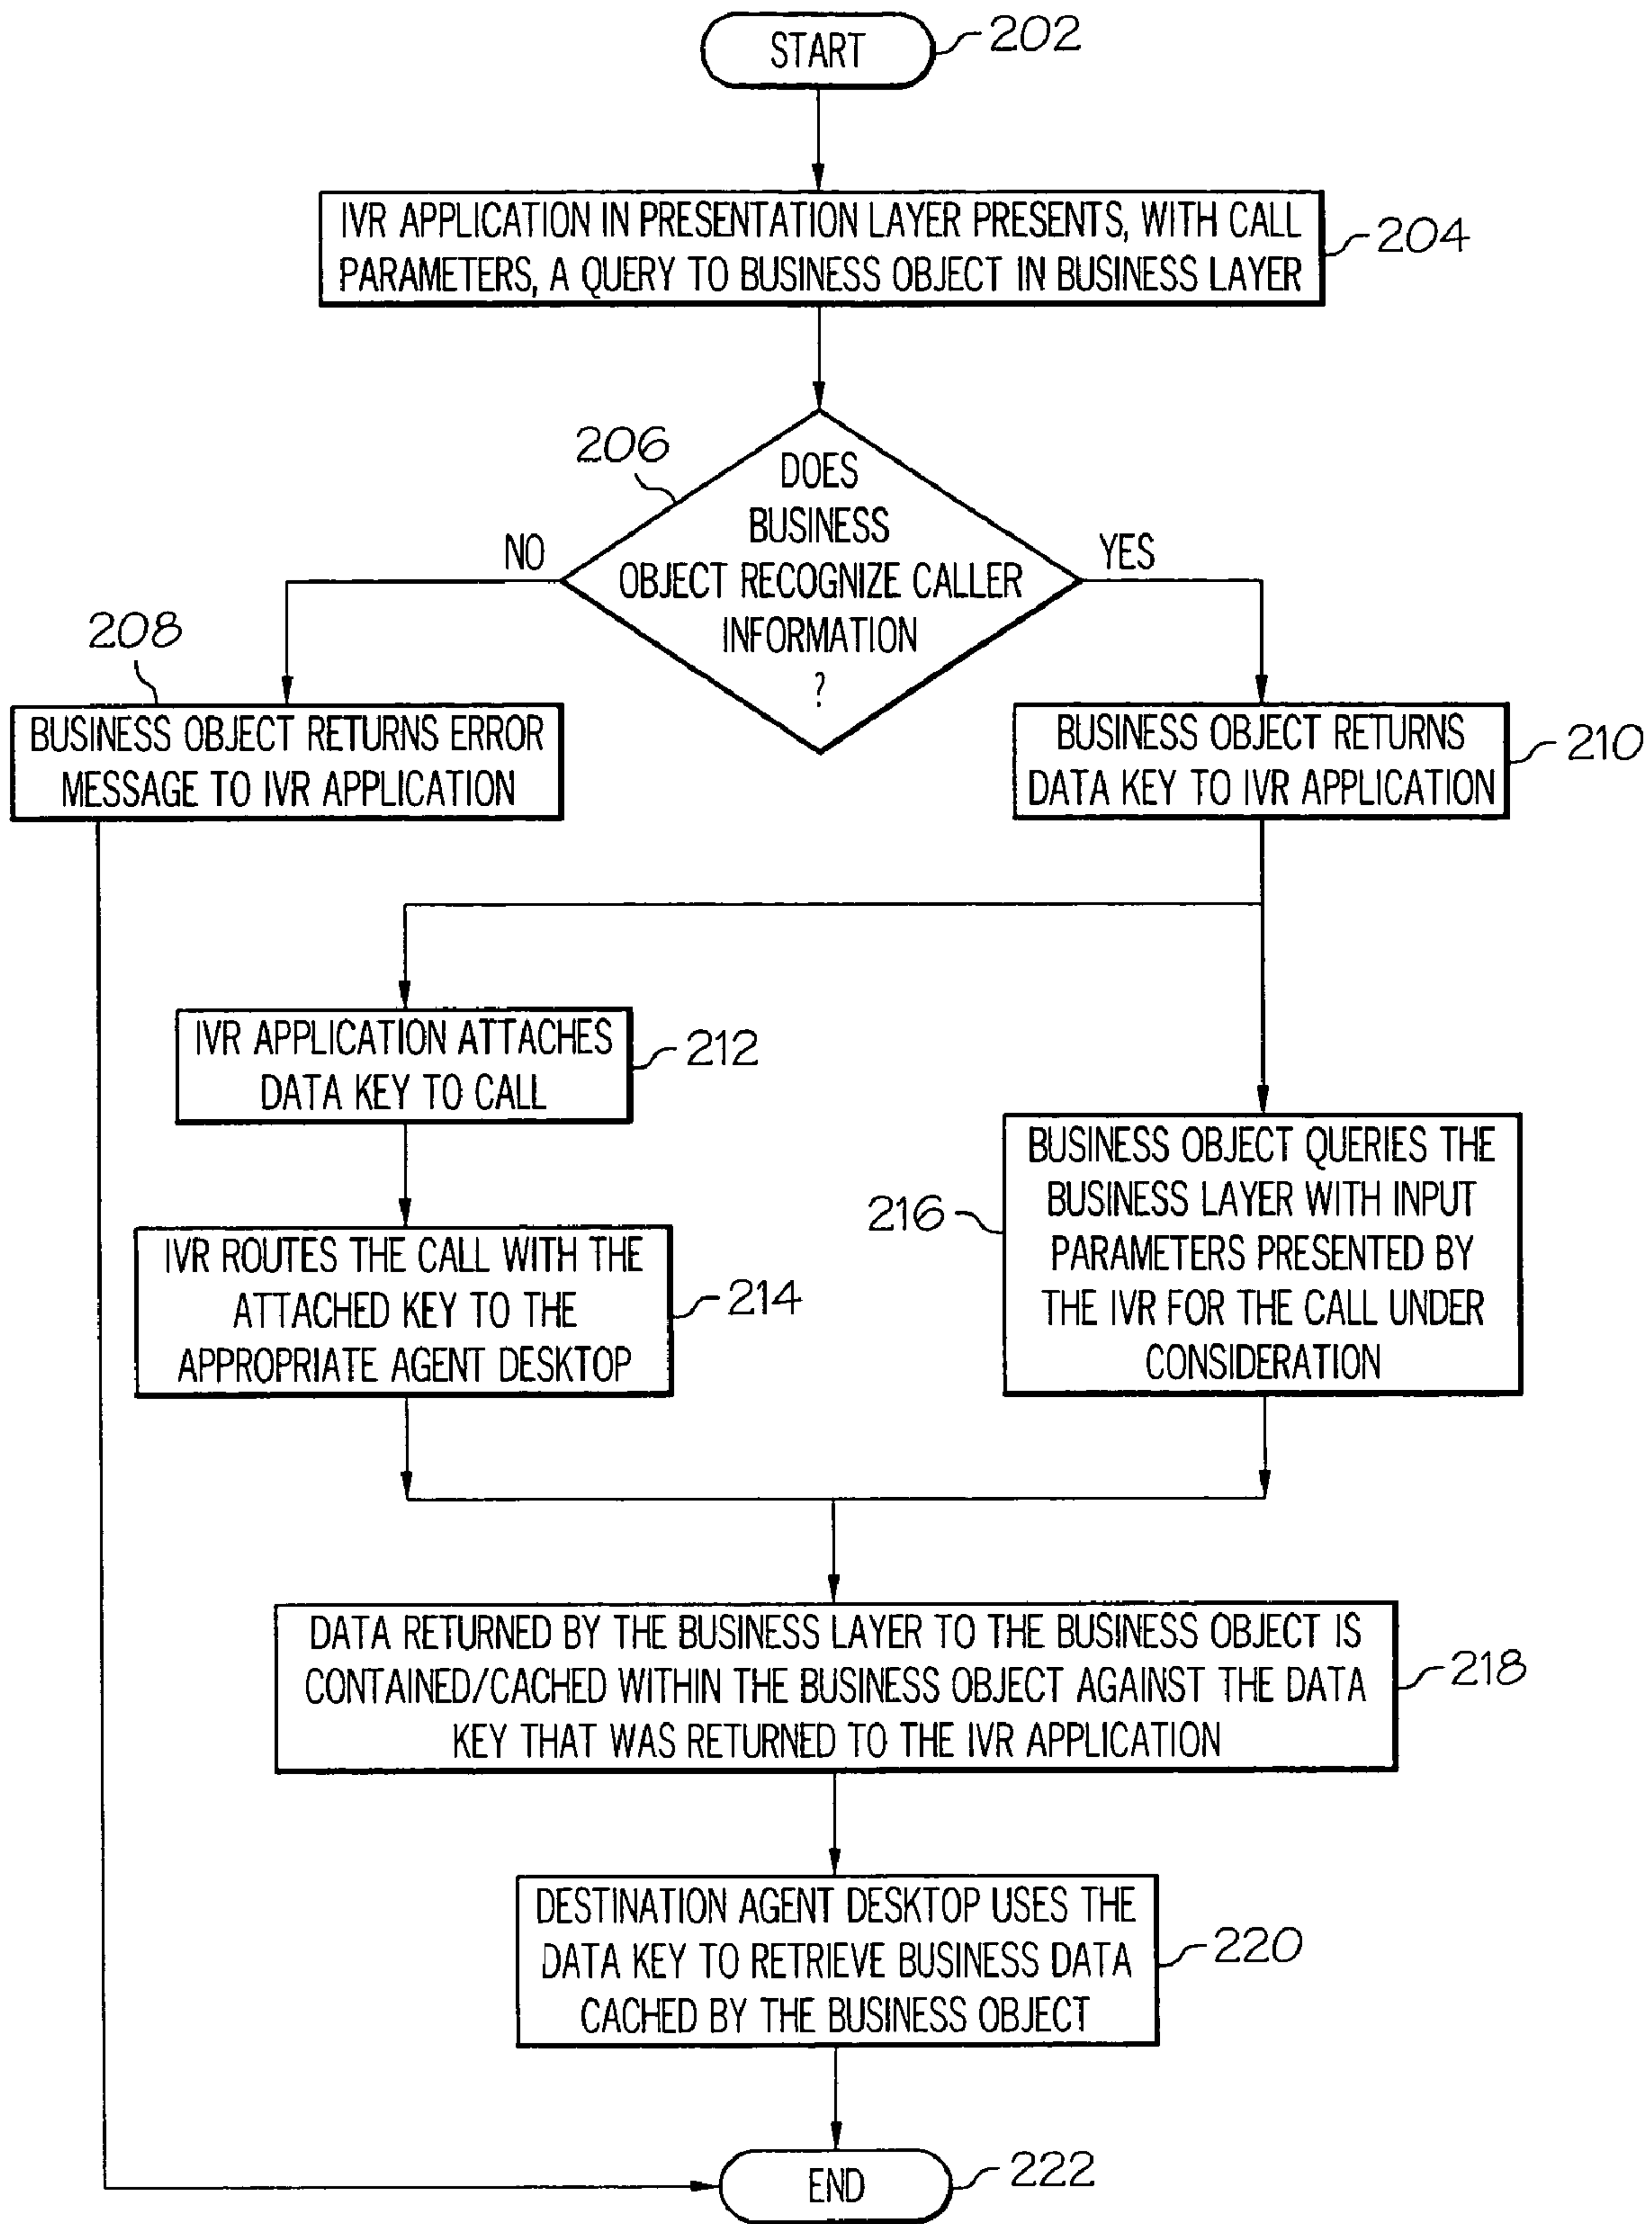 START
202
IVR APPLICATION IN PRESENTATION LAYER PRESENTS, WITH CALL
PARAMETERS, A QUERY TO BUSINESS OBJECT IN BUSINESS LAYER
204
206
DOES
BUSINESS
OBJECT RECOGNIZE CALLER
INFORMATION
?
NO
YES
208
BUSINESS OBJECT RETURNS ERROR
MESSAGE TO IVR APPLICATION
BUSINESS OBJECT RETURNS
DATA KEY TO IVR APPLICATION
210
IVR APPLICATION ATTACHES
DATA KEY TO CALL
212
IVR ROUTES THE CALL WITH THE
ATTACHED KEY TO THE
APPROPRIATE AGENT DESKTOP
214
216
BUSINESS OBJECT QUERIES THE
BUSINESS LAYER WITH INPUT
PARAMETERS PRESENTED BY
THE IVR FOR THE CALL UNDER
CONSIDERATION
DATA RETURNED BY THE BUSINESS LAYER TO THE BUSINESS OBJECT IS
CONTAINED/CACHED WITHIN THE BUSINESS OBJECT AGAINST THE DATA
KEY THAT WAS RETURNED TO THE IVR APPLICATION
218
DESTINATION AGENT DESKTOP USES THE
DATA KEY TO RETRIEVE BUSINESS DATA
CACHED BY THE BUSINESS OBJECT
220
END
222